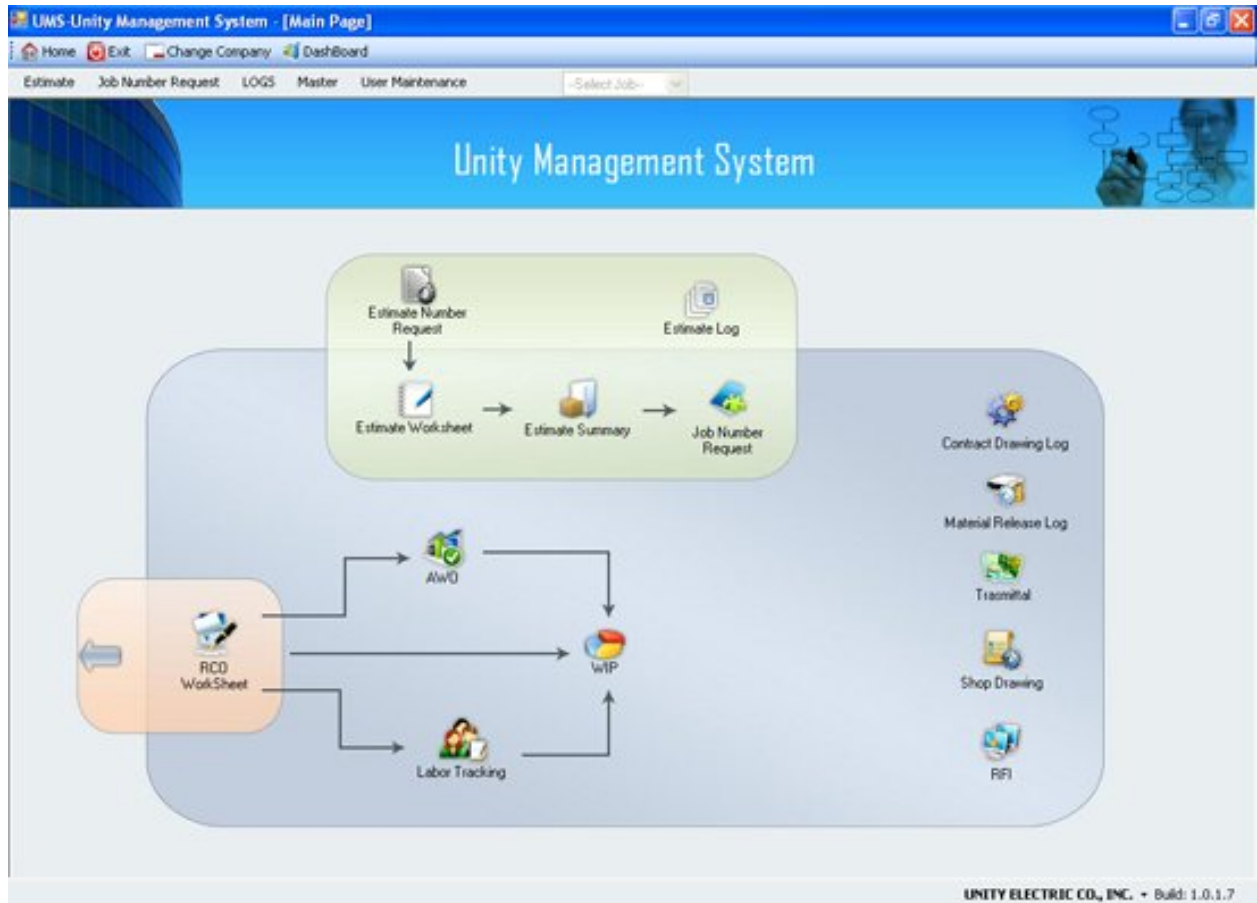 UMS-Unity Management System - [Main Page]
Home Exit Change Company DashBoard
Estimate Job Number Request LOGS Master User Maintenance --Select Job--
Unity Management System
Estimate Number
Request
Estimate Log
Estimate Worksheet
Estimate Summary
Job Number
Request
Contract Drawing Log
Material Release Log
AWO
Trasmittal
RCO
WorkSheet
WIP
Shop Drawing
Labor Tracking
RFI
UNITY ELECTRIC CO., INC. • Build: 1.0.1.7